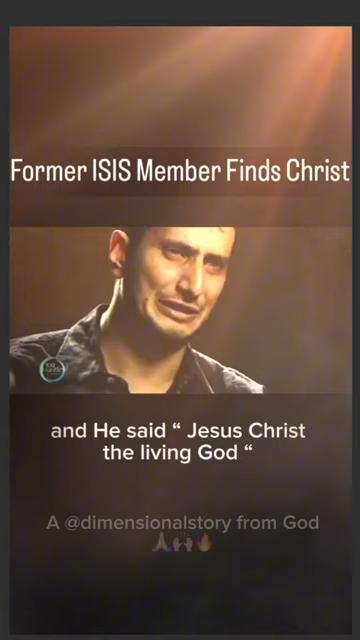 Former ISIS Member Finds Christ
and He said “ Jesus Christ
the living God “
A @dimensionalstory from God
🙏🏻🙌🏻🔥